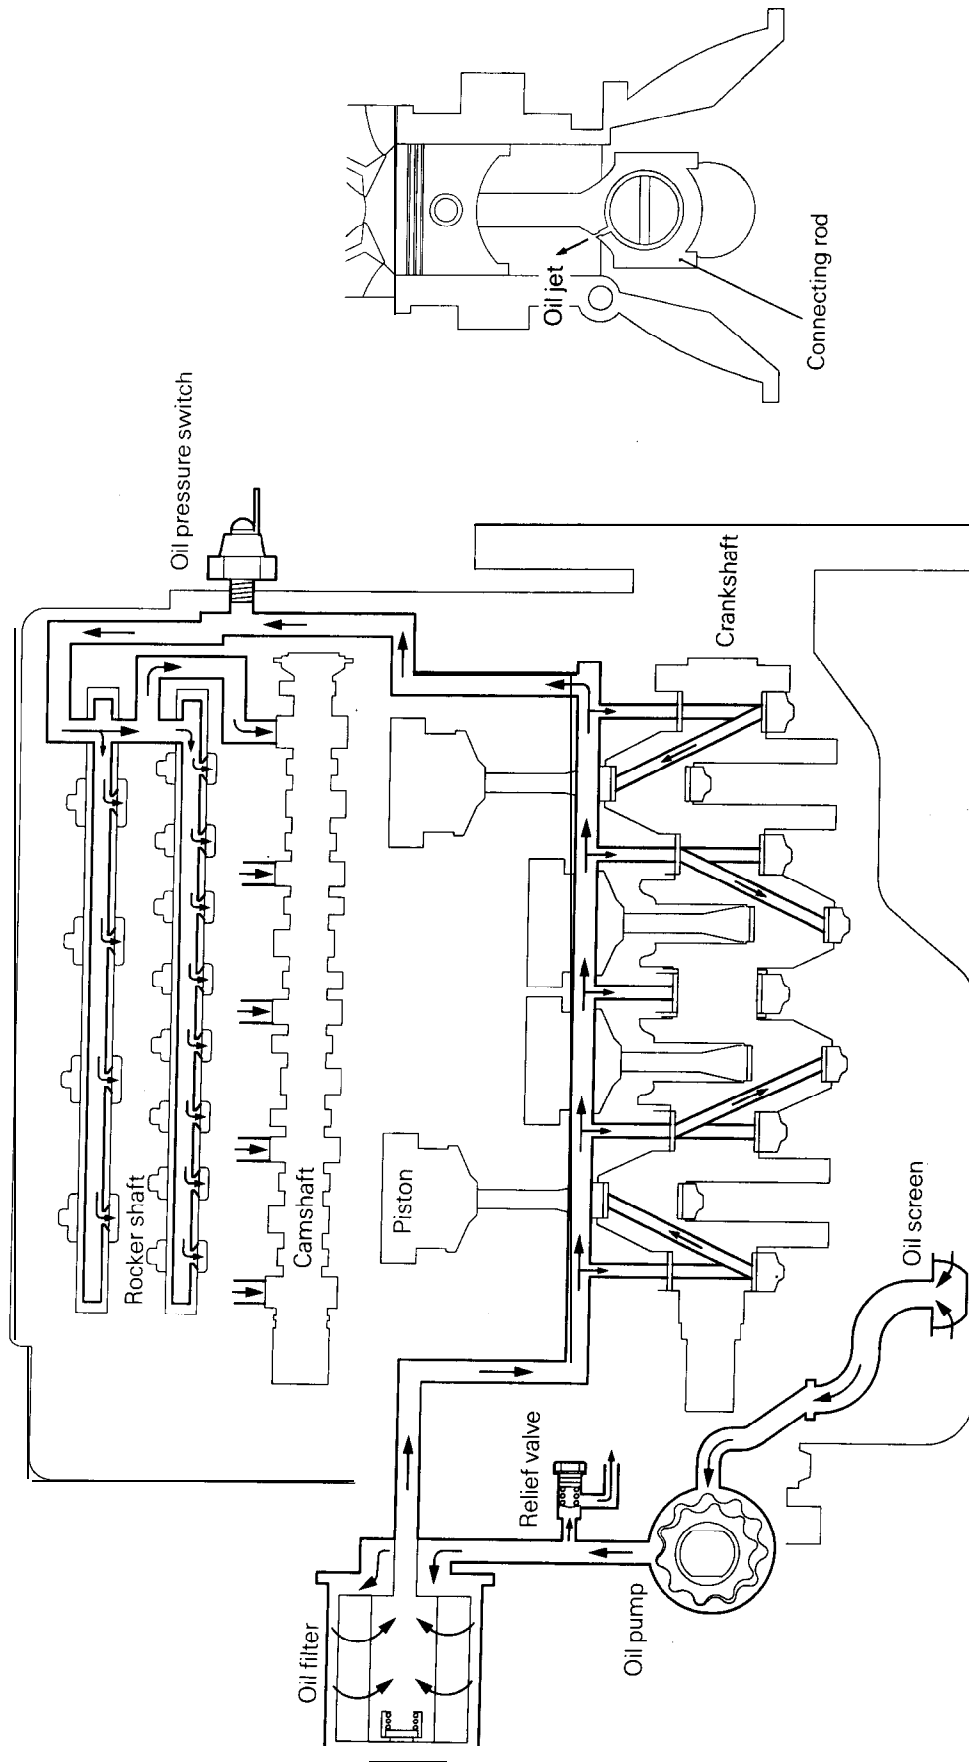 Oil pressure switch
Oil jet
Connecting rod
Rocker shaft
Camshaft
Piston
Crankshaft
Oil filter
Relief valve
Oil pump
Oil screen